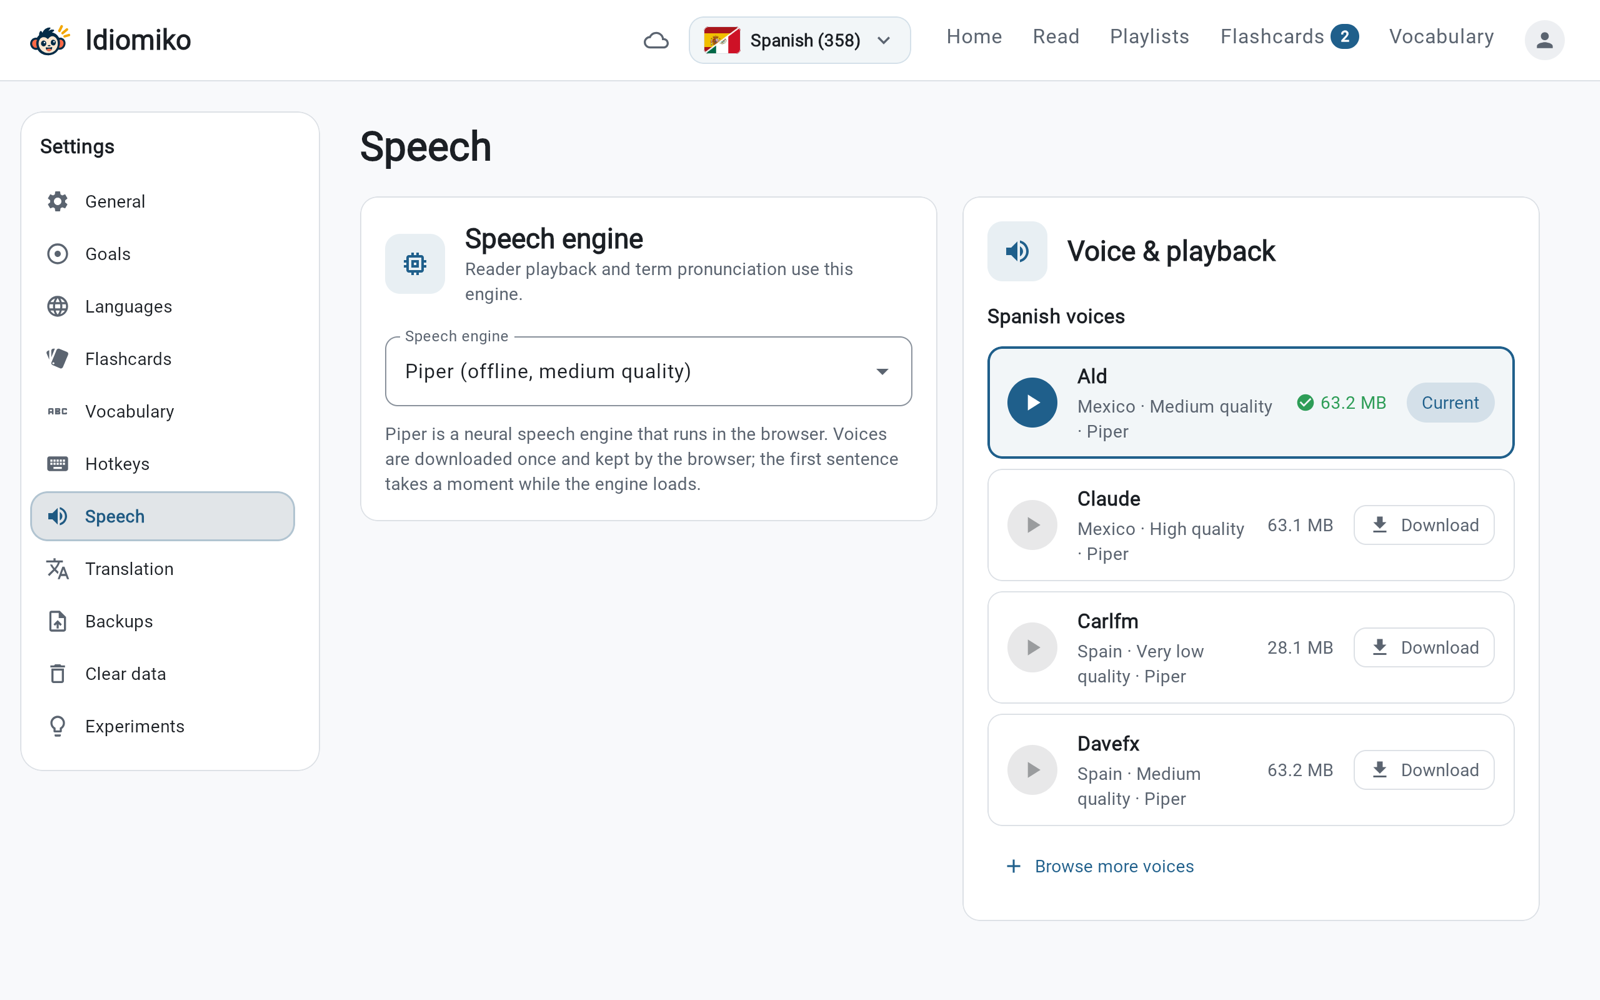 Idiomiko
Spanish (358)
Home
Read
Playlists
Flashcards 2
Vocabulary
Settings
General
Goals
Languages
Flashcards
ABC Vocabulary
Hotkeys
Speech
Translation
Backups
Clear data
Experiments
Speech
Speech engine
Reader playback and term pronunciation use this
engine.
Speech engine
Piper (offline, medium quality)
Piper is a neural speech engine that runs in the browser. Voices
are downloaded once and kept by the browser; the first sentence
takes a moment while the engine loads.
Voice & playback
Spanish voices
Ald
Mexico · Medium quality
· Piper
63.2 MB
Current
Claude
Mexico · High quality
· Piper
63.1 MB
Download
Carlfm
Spain · Very low
quality · Piper
28.1 MB
Download
Davefx
Spain · Medium
quality · Piper
63.2 MB
Download
+ Browse more voices